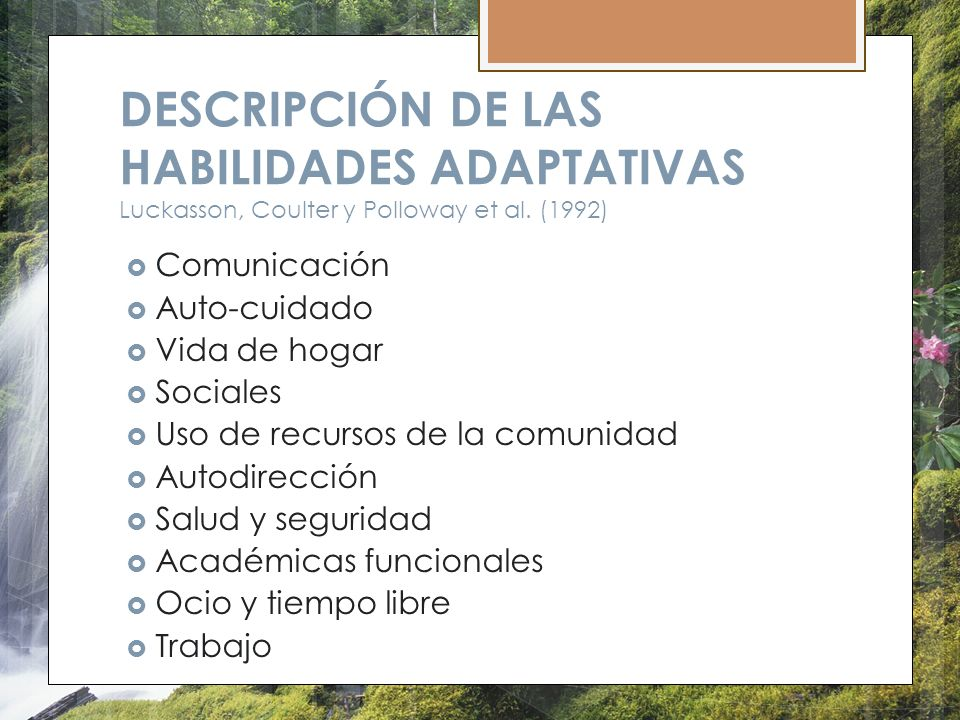 DESCRIPCIÓN DE LAS
HABILIDADES ADAPTATIVAS
Luckasson, Coulter y Polloway et al. (1992)
Comunicación
Auto-cuidado
Vida de hogar
Sociales
Uso de recursos de la comunidad
Autodirección
Salud y seguridad
Académicas funcionales
Ocio y tiempo libre
Trabajo